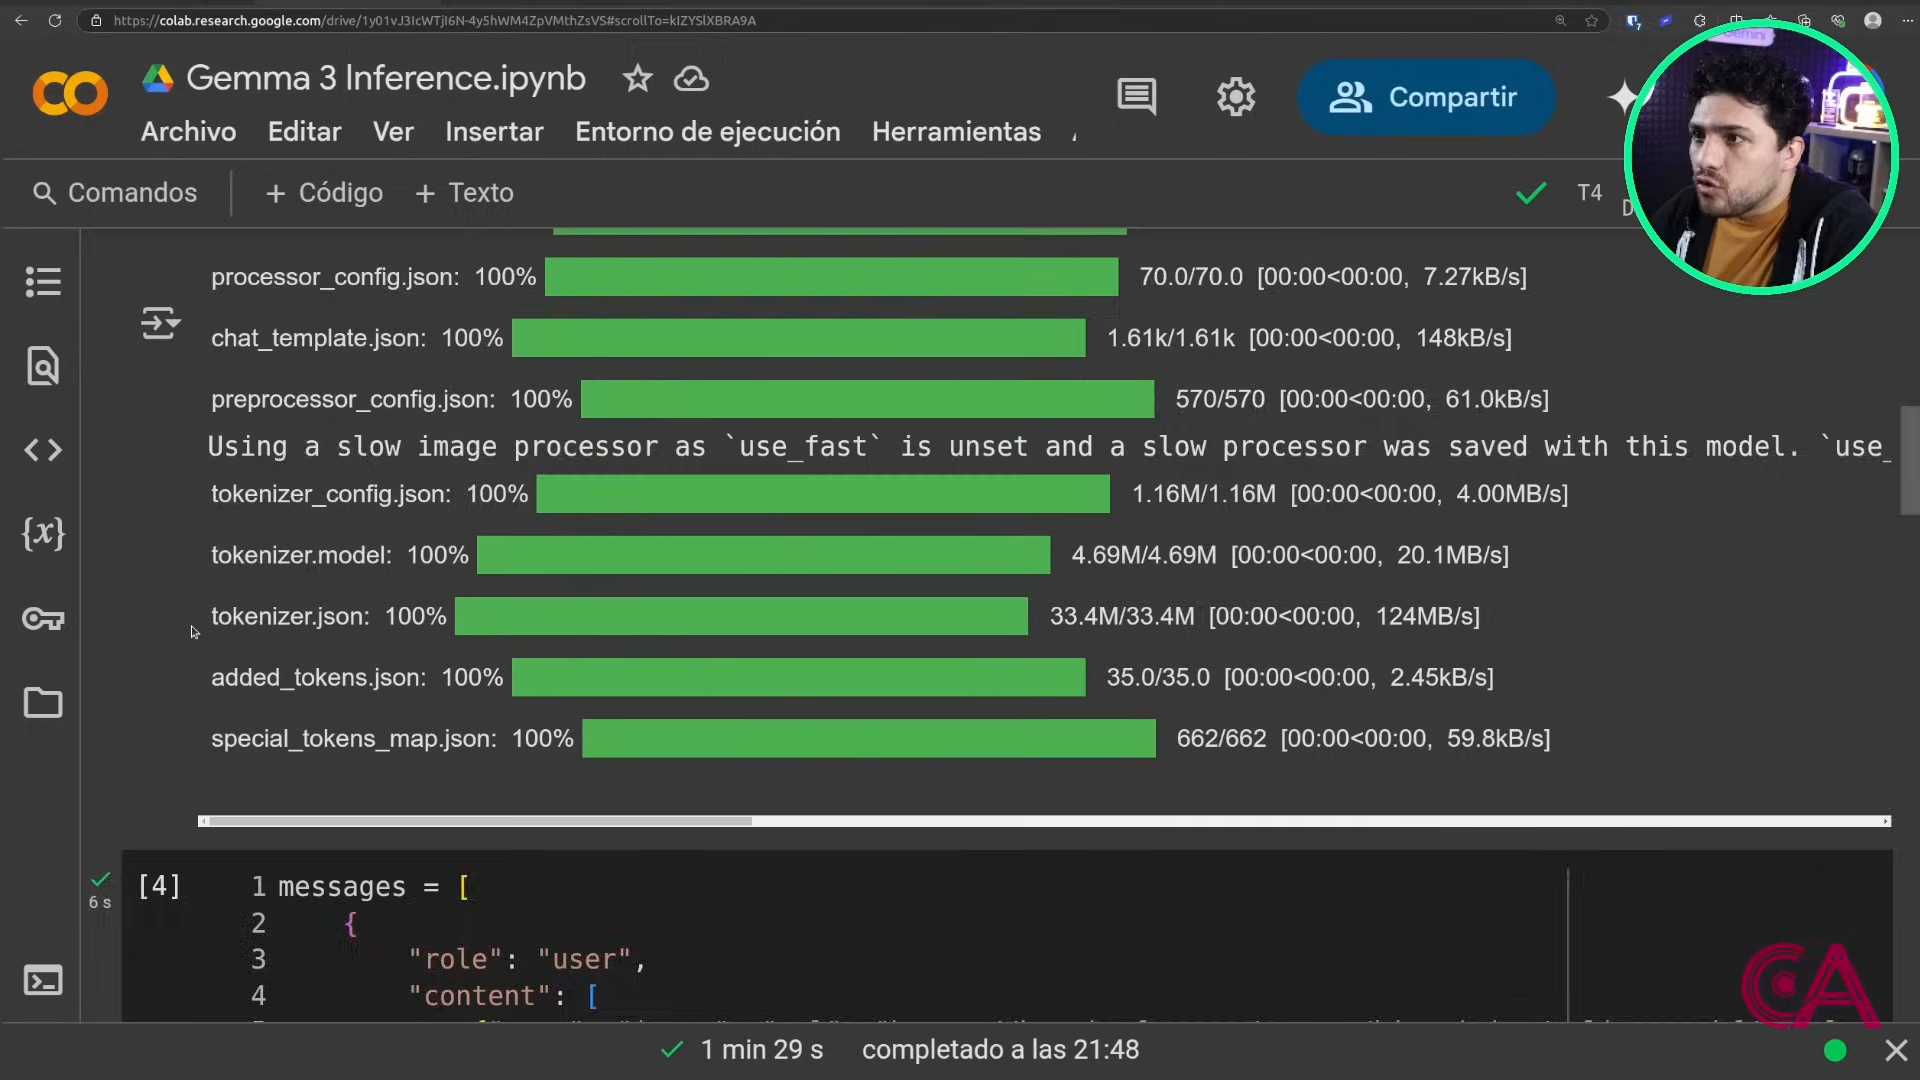 https://colab.research.google.com/drive/1y01vJ3IcWTjI6N-4y5hWM4ZpVMthZsVS#scrollTo=kIZYSlXBRA9A
Gemini
Gemma 3 Inference.ipynb
Compartir
Archivo Editar Ver Insertar Entorno de ejecución Herramientas
Comandos + Código + Texto
T4
processor_config.json: 100% 70.0/70.0 [00:00<00:00, 7.27kB/s]
chat_template.json: 100% 1.61k/1.61k [00:00<00:00, 148kB/s]
preprocessor_config.json: 100% 570/570 [00:00<00:00, 61.0kB/s]
Using a slow image processor as `use_fast` is unset and a slow processor was saved with this model. `use_
tokenizer_config.json: 100% 1.16M/1.16M [00:00<00:00, 4.00MB/s]
tokenizer.model: 100% 4.69M/4.69M [00:00<00:00, 20.1MB/s]
tokenizer.json: 100% 33.4M/33.4M [00:00<00:00, 124MB/s]
added_tokens.json: 100% 35.0/35.0 [00:00<00:00, 2.45kB/s]
special_tokens_map.json: 100% 662/662 [00:00<00:00, 59.8kB/s]
[4] 1 messages = [
6 s
2 {
3 "role": "user",
4 "content": [
CA
1 min 29 s completado a las 21:48